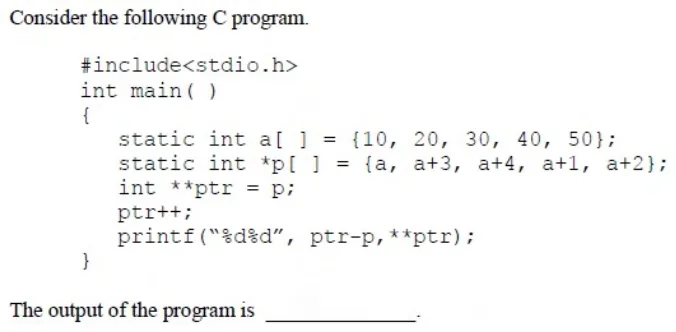 Consider the following C program.
#include<stdio.h>
int main( )
{
static int a[ ] = {10, 20, 30, 40, 50};
static int *p[ ] = {a, a+3, a+4, a+1, a+2};
int **ptr = p;
ptr++;
printf(“%d%d”, ptr-p,**ptr);
}
The output of the program is ______________.